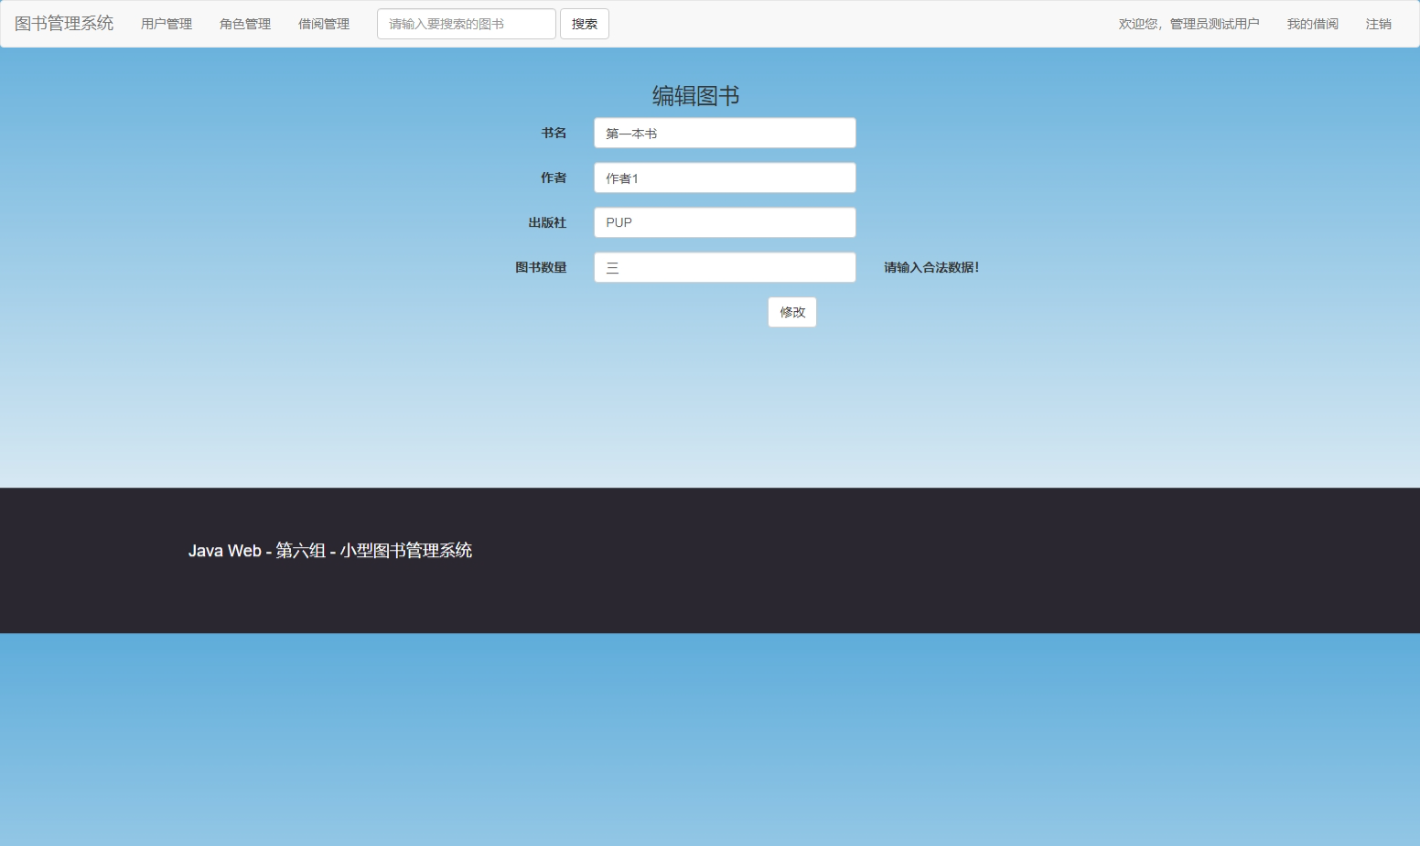 图书管理系统 用户管理 角色管理 借阅管理 请输入要搜索的图书 搜索 欢迎您，管理员测试用户 我的借阅 注销
编辑图书
书名 第一本书
作者 作者1
出版社 PUP
图书数量 三 请输入合法数据!
修改
Java Web - 第六组 - 小型图书管理系统